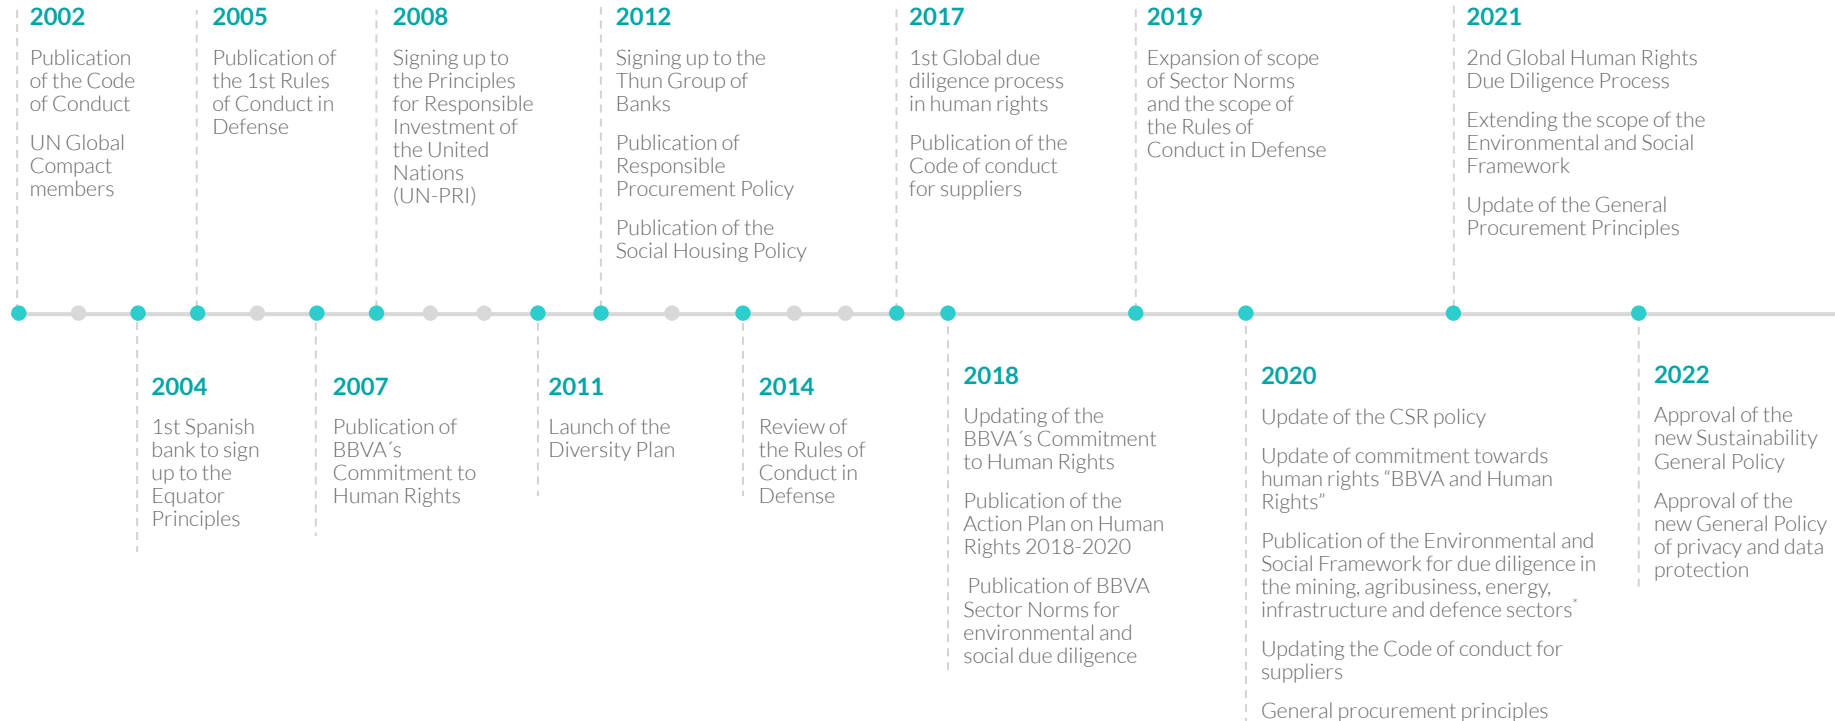 2002
Publication
of the Code
of Conduct
UN Global
Compact
members
2005
Publication of
the 1st Rules
of Conduct in
Defense
2008
Signing up to
the Principles
for Responsible
Investment of
the United
Nations
(UN-PRI)
2012
Signing up to the
Thun Group of
Banks
Publication of
Responsible
Procurement Policy
Publication of the
Social Housing Policy
2017
1st Global due
diligence process
in human rights
Publication of the
Code of conduct
for suppliers
2019
Expansion of scope
of Sector Norms
and the scope of
the Rules of
Conduct in Defense
2021
2nd Global Human Rights
Due Diligence Process
Extending the scope of the
Environmental and Social
Framework
Update of the General
Procurement Principles
2004
1st Spanish
bank to sign
up to the
Equator
Principles
2007
Publication of
BBVA´s
Commitment to
Human Rights
2011
Launch of the
Diversity Plan
2014
Review of
the Rules of
Conduct in
Defense
2018
Updating of the
BBVA´s Commitment
to Human Rights
Publication of the
Action Plan on Human
Rights 2018-2020
Publication of BBVA
Sector Norms for
environmental and
social due diligence
2020
Update of the CSR policy
Update of commitment towards
human rights “BBVA and Human
Rights”
Publication of the Environmental and
Social Framework for due diligence in
the mining, agribusiness, energy,
infrastructure and defence sectors*
Updating the Code of conduct for
suppliers
General procurement principles
2022
Approval of the
new Sustainability
General Policy
Approval of the
new General Policy
of privacy and data
protection